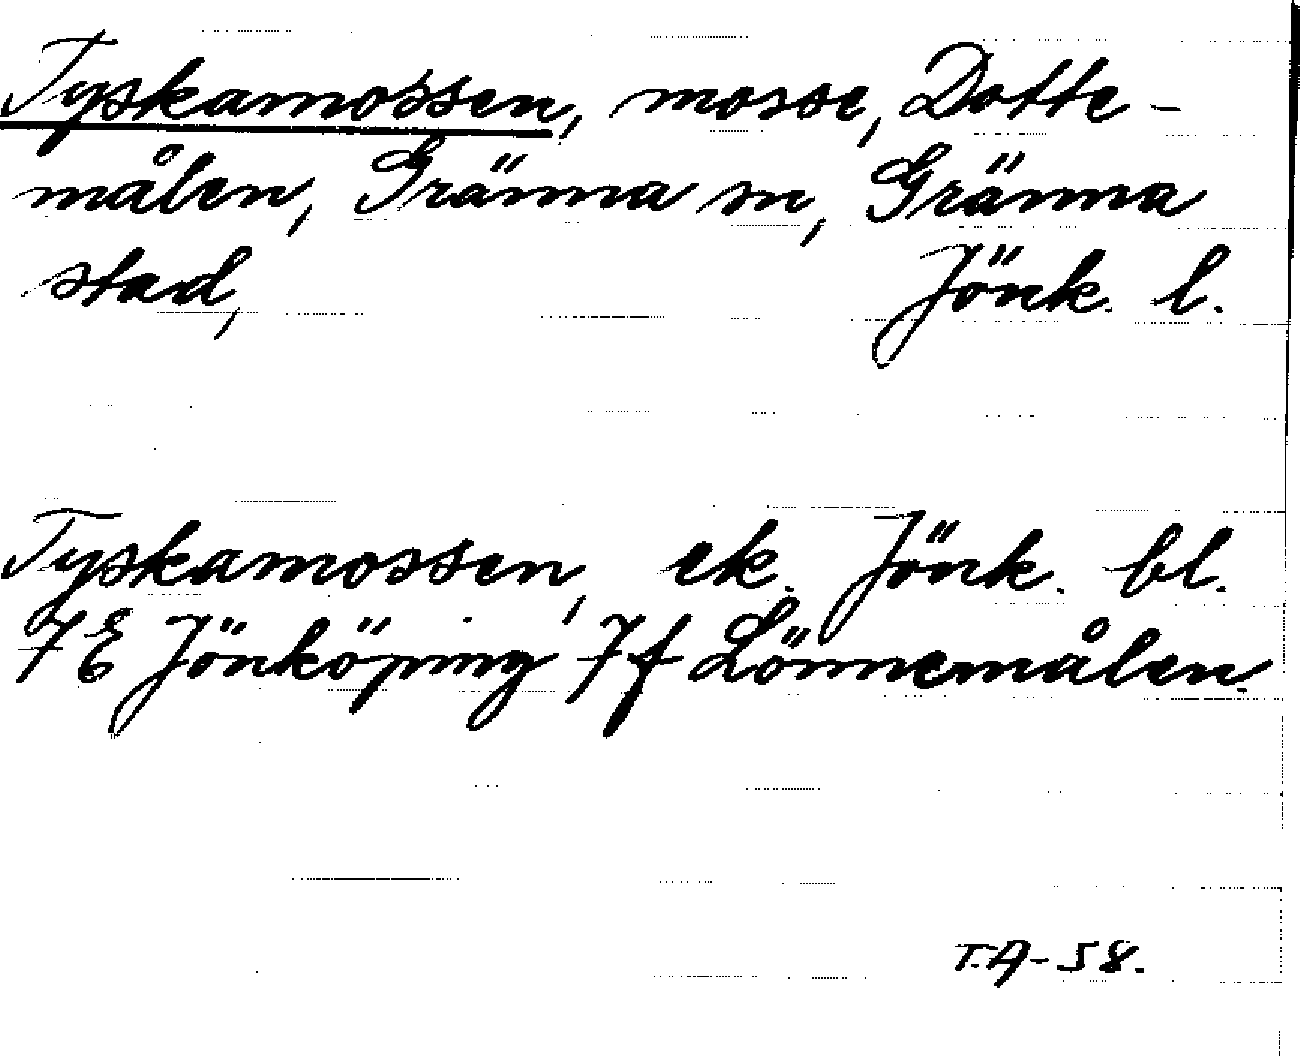 Tyskamossen, mosse, Dotte-
målen, Gränna sn, Gränna
stad, Jönk. l.
Tyskamossen, ek. Jönk. bl.
7E Jönköping 7f Lönnemålen.
T.A-58.